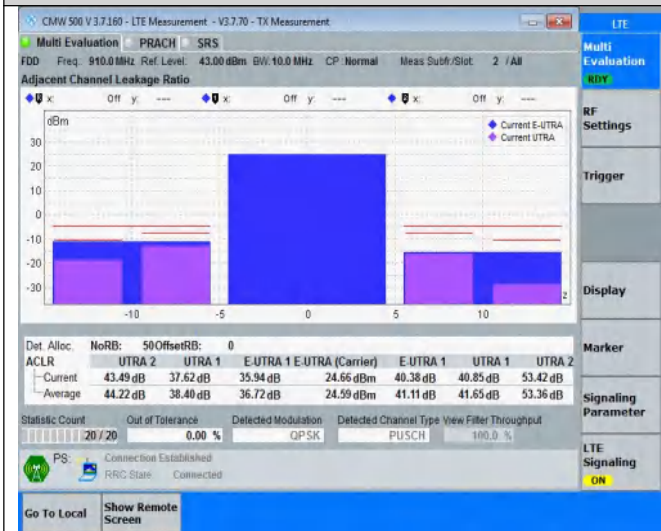 CMW 500 V 3.7.160 - LTE Measurement - V3.7.70 - TX Measurement
LTE
Multi Evaluation PRACH SRS
Multi Evaluation
RDY
FDD Freq: 910.0 MHz Ref. Level: 43.00 dBm BW: 10.0 MHz CP: Normal Meas Subfr./Slot: 2 / All
Adjacent Channel Leakage Ratio
x: Off y: --- x: Off y: --- x: Off y: ---
RF Settings
dBm
Current E-UTRA
Current UTRA
30
20
10
0
-10
-20
-30
Trigger
z
-10 -5 0 5 10
Display
Det. Alloc. NoRB: 50 OffsetRB: 0
Marker
ACLR UTRA 2 UTRA 1 E-UTRA 1 E-UTRA (Carrier) E-UTRA 1 UTRA 1 UTRA 2
Current 43.49 dB 37.62 dB 35.94 dB 24.66 dBm 40.38 dB 40.85 dB 53.42 dB
Average 44.22 dB 38.40 dB 36.72 dB 24.59 dBm 41.11 dB 41.65 dB 53.36 dB
Signaling Parameter
Statistic Count Out of Tolerance Detected Modulation Detected Channel Type View Filter Throughput
20 / 20 0.00 % QPSK PUSCH 100.0 %
LTE Signaling
ON
PS: Connection Established
RRC State Connected
Go To Local Show Remote Screen